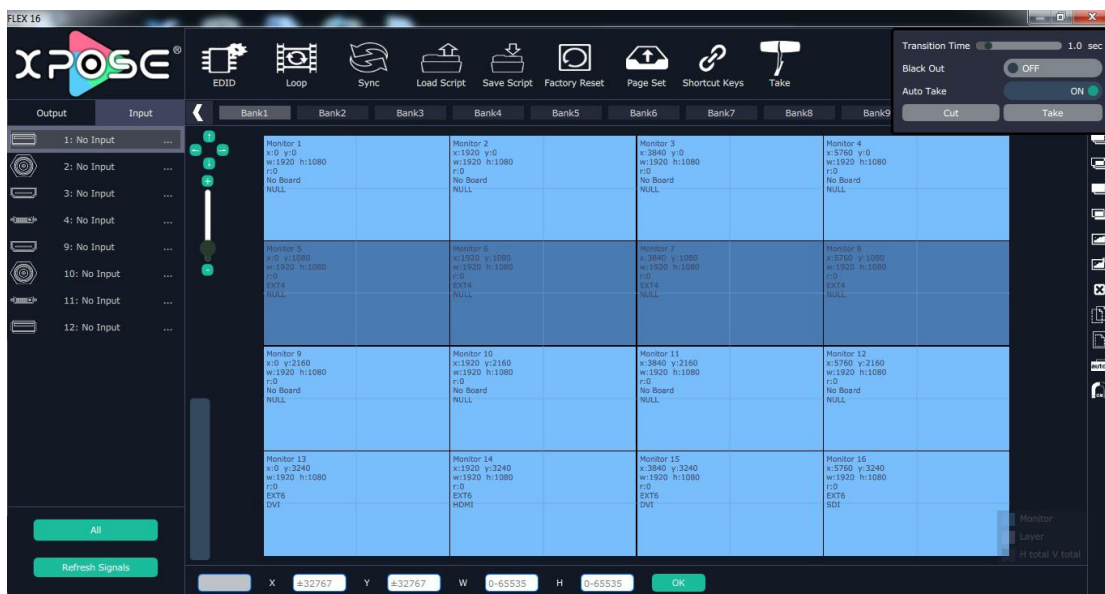 FLEX 16
XPOSE®
EDID
Loop
Sync
Load Script
Save Script
Factory Reset
Page Set
Shortcut Keys
Take
Transition Time
1.0 sec
Black Out
OFF
Auto Take
ON
Cut
Take
Output
Input
Bank1
Bank2
Bank3
Bank4
Bank5
Bank6
Bank7
Bank8
Bank9
1: No Input ...
2: No Input ...
3: No Input ...
4: No Input ...
9: No Input ...
10: No Input ...
11: No Input ...
12: No Input ...
Monitor 1
x:0 y:0
w:1920 h:1080
r:0
No Board
NULL
Monitor 2
x:1920 y:0
w:1920 h:1080
r:0
No Board
NULL
Monitor 3
x:3840 y:0
w:1920 h:1080
r:0
No Board
NULL
Monitor 4
x:5760 y:0
w:1920 h:1080
r:0
No Board
NULL
Monitor 5
x:0 y:1080
w:1920 h:1080
r:0
EXT4
NULL
Monitor 6
x:1920 y:1080
w:1920 h:1080
r:0
EXT4
NULL
Monitor 7
x:3840 y:1080
w:1920 h:1080
r:0
EXT4
NULL
Monitor 8
x:5760 y:1080
w:1920 h:1080
r:0
EXT4
NULL
Monitor 9
x:0 y:2160
w:1920 h:1080
r:0
No Board
NULL
Monitor 10
x:1920 y:2160
w:1920 h:1080
r:0
No Board
NULL
Monitor 11
x:3840 y:2160
w:1920 h:1080
r:0
No Board
NULL
Monitor 12
x:5760 y:2160
w:1920 h:1080
r:0
No Board
NULL
Monitor 13
x:0 y:3240
w:1920 h:1080
r:0
EXT6
DVI
Monitor 14
x:1920 y:3240
w:1920 h:1080
r:0
EXT6
HDMI
Monitor 15
x:3840 y:3240
w:1920 h:1080
r:0
EXT6
DVI
Monitor 16
x:5760 y:3240
w:1920 h:1080
r:0
EXT6
SDI
auto
ON
Monitor
Layer
H total V total
All
Refresh Signals
X ±32767 Y ±32767 W 0-65535 H 0-65535 OK